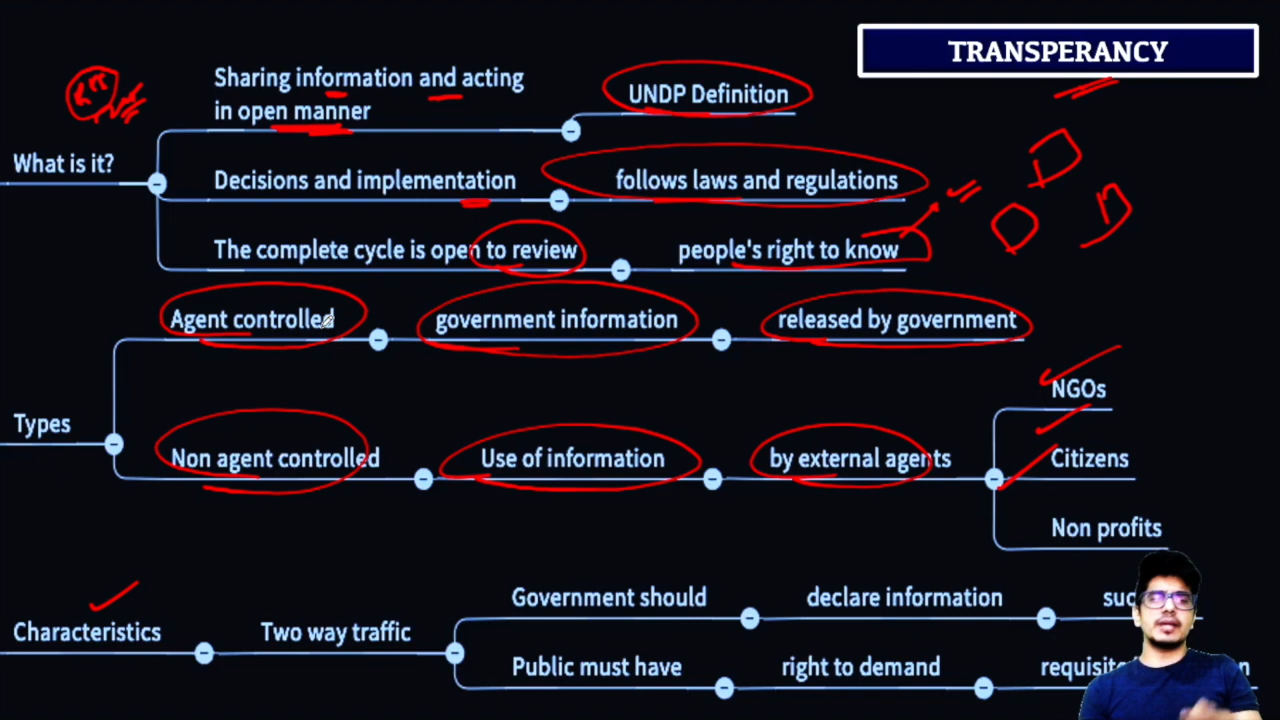 TRANSPERANCY
Sharing information and acting
in open manner
UNDP Definition
What is it?
Decisions and implementation
follows laws and regulations
The complete cycle is open to review
people's right to know
Agent controlled
government information
released by government
Types
Non agent controlled
Use of information
by external agents
NGOs
Citizens
Non profits
Characteristics
Two way traffic
Government should
declare information
Public must have
right to demand